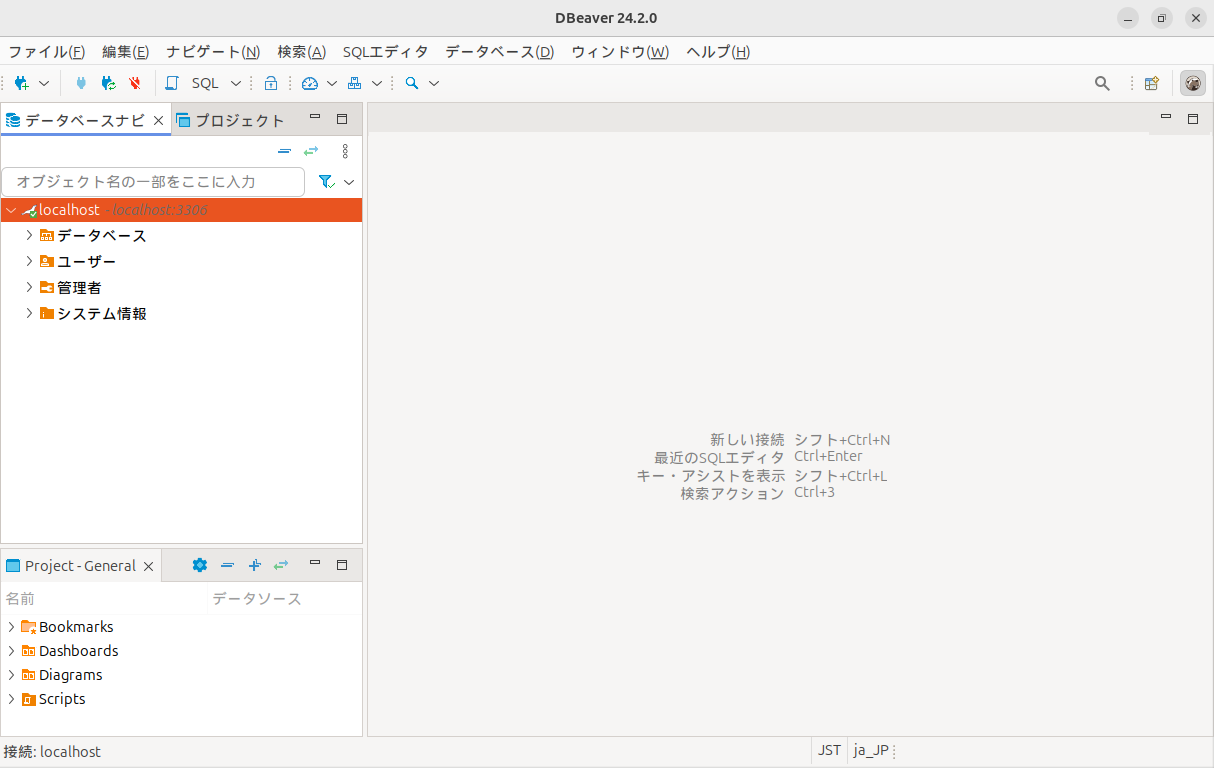 DBeaver 24.2.0
ファイル(F) 編集(E) ナビゲート(N) 検索(A) SQLエディタ データベース(D) ウィンドウ(W) ヘルプ(H)
SQL
データベースナビ プロジェクト
オブジェクト名の一部をここに入力
localhost - localhost:3306
データベース
ユーザー
管理者
システム情報
新しい接続 シフト+Ctrl+N
最近のSQLエディタ Ctrl+Enter
キー・アシストを表示 シフト+Ctrl+L
検索アクション Ctrl+3
Project - General
名前 データソース
Bookmarks
Dashboards
Diagrams
Scripts
接続: localhost JST ja_JP